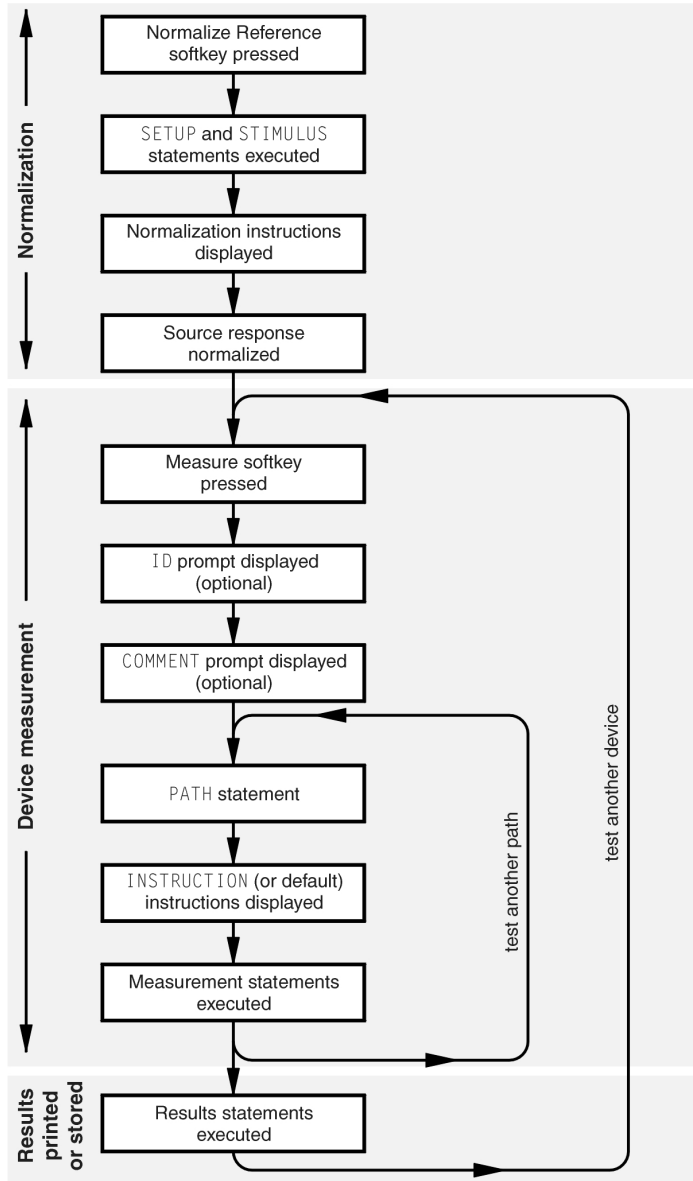 Normalization
Normalize Reference
softkey pressed
SETUP and STIMULUS
statements executed
Normalization instructions
displayed
Source response
normalized
Device measurement
Measure softkey
pressed
ID prompt displayed
(optional)
COMMENT prompt displayed
(optional)
PATH statement
INSTRUCTION (or default)
instructions displayed
Measurement statements
executed
test another path
test another device
Results
printed
or stored
Results statements
executed